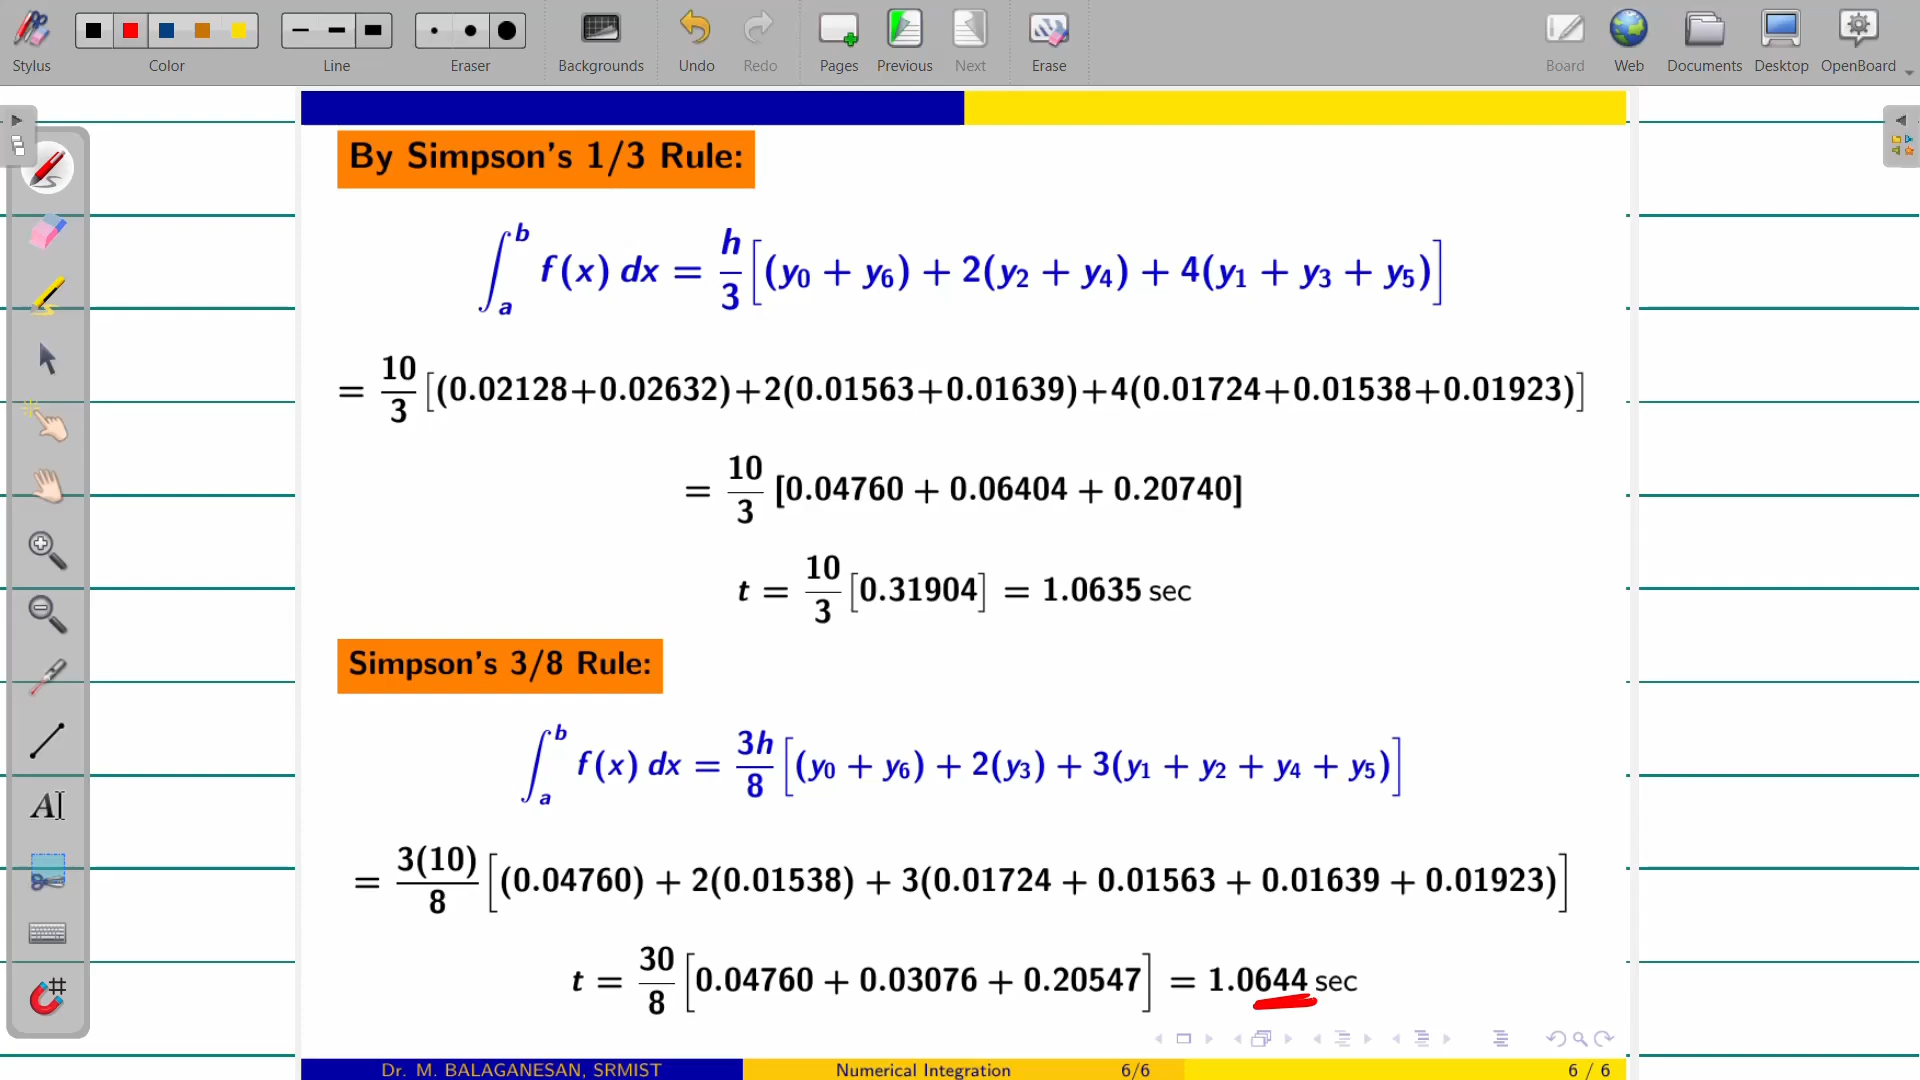 Stylus Color Line Eraser Backgrounds Undo Redo Pages Previous Next Erase Board Web Documents Desktop OpenBoard
By Simpson's 1/3 Rule:
∫_a^b f(x) dx = h/3 [(y₀ + y₆) + 2(y₂ + y₄) + 4(y₁ + y₃ + y₅)]
= 10/3 [(0.02128+0.02632)+2(0.01563+0.01639)+4(0.01724+0.01538+0.01923)]
= 10/3 [0.04760 + 0.06404 + 0.20740]
t = 10/3 [0.31904] = 1.0635 sec
Simpson's 3/8 Rule:
∫_a^b f(x) dx = 3h/8 [(y₀ + y₆) + 2(y₃) + 3(y₁ + y₂ + y₄ + y₅)]
= 3(10)/8 [(0.04760) + 2(0.01538) + 3(0.01724 + 0.01563 + 0.01639 + 0.01923)]
t = 30/8 [0.04760 + 0.03076 + 0.20547] = 1.0644 sec
Dr. M. BALAGANESAN, SRMIST Numerical Integration 6/6 6 / 6